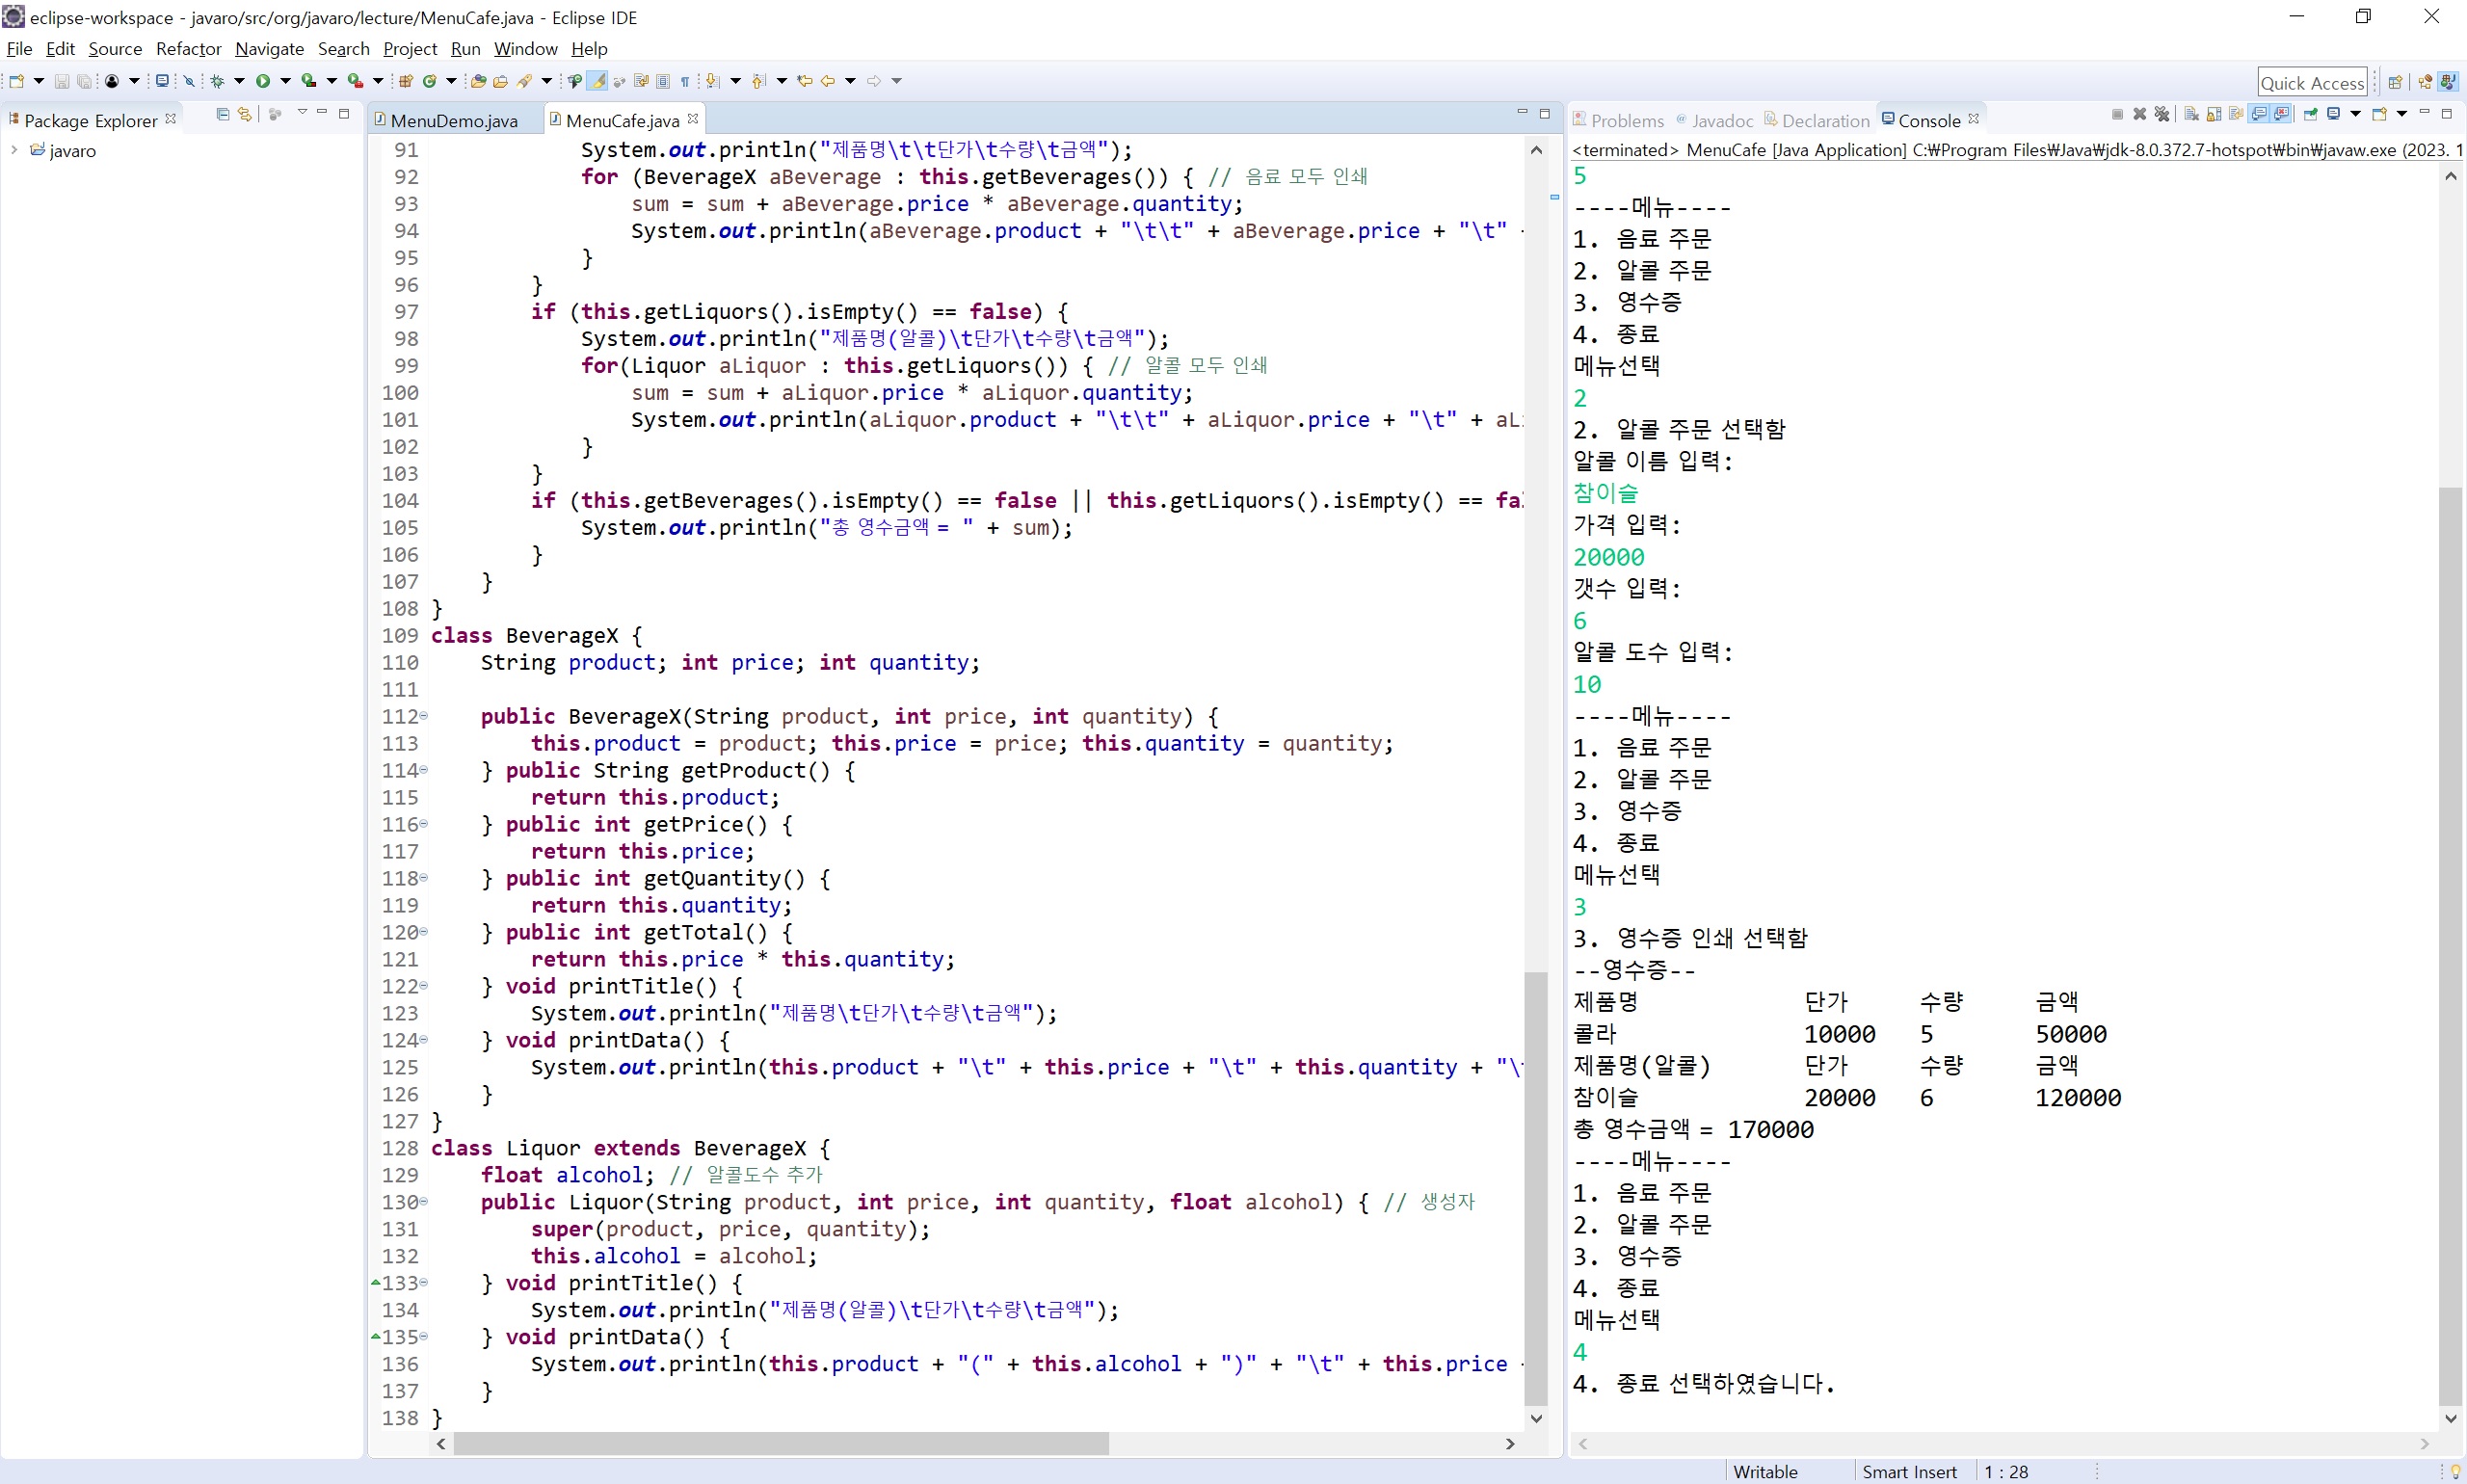 eclipse-workspace - javaro/src/org/javaro/lecture/MenuCafe.java - Eclipse IDE
File Edit Source Refactor Navigate Search Project Run Window Help
Quick Access
Package Explorer
javaro
MenuDemo.java MenuCafe.java
91 System.out.println("제품명\t\t단가\t수량\t금액");
92 for (BeverageX aBeverage : this.getBeverages()) { // 음료 모두 인쇄
93 sum = sum + aBeverage.price * aBeverage.quantity;
94 System.out.println(aBeverage.product + "\t\t" + aBeverage.price + "\t" +
95 }
96 }
97 if (this.getLiquors().isEmpty() == false) {
98 System.out.println("제품명(알콜)\t단가\t수량\t금액");
99 for(Liquor aLiquor : this.getLiquors()) { // 알콜 모두 인쇄
100 sum = sum + aLiquor.price * aLiquor.quantity;
101 System.out.println(aLiquor.product + "\t\t" + aLiquor.price + "\t" + aL
102 }
103 }
104 if (this.getBeverages().isEmpty() == false || this.getLiquors().isEmpty() == fal
105 System.out.println("총 영수금액 = " + sum);
106 }
107 }
108 }
109 class BeverageX {
110 String product; int price; int quantity;
111
112 public BeverageX(String product, int price, int quantity) {
113 this.product = product; this.price = price; this.quantity = quantity;
114 } public String getProduct() {
115 return this.product;
116 } public int getPrice() {
117 return this.price;
118 } public int getQuantity() {
119 return this.quantity;
120 } public int getTotal() {
121 return this.price * this.quantity;
122 } void printTitle() {
123 System.out.println("제품명\t단가\t수량\t금액");
124 } void printData() {
125 System.out.println(this.product + "\t" + this.price + "\t" + this.quantity + "\
126 }
127 }
128 class Liquor extends BeverageX {
129 float alcohol; // 알콜도수 추가
130 public Liquor(String product, int price, int quantity, float alcohol) { // 생성자
131 super(product, price, quantity);
132 this.alcohol = alcohol;
133 } void printTitle() {
134 System.out.println("제품명(알콜)\t단가\t수량\t금액");
135 } void printData() {
136 System.out.println(this.product + "(" + this.alcohol + ")" + "\t" + this.price
137 }
138 }
Problems Javadoc Declaration Console
<terminated> MenuCafe [Java Application] C:₩Program Files₩Java₩jdk-8.0.372.7-hotspot₩bin₩javaw.exe (2023. 1
5
----메뉴----
1. 음료 주문
2. 알콜 주문
3. 영수증
4. 종료
메뉴선택
2
2. 알콜 주문 선택함
알콜 이름 입력:
참이슬
가격 입력:
20000
갯수 입력:
6
알콜 도수 입력:
10
----메뉴----
1. 음료 주문
2. 알콜 주문
3. 영수증
4. 종료
메뉴선택
3
3. 영수증 인쇄 선택함
--영수증--
제품명 단가 수량 금액
콜라 10000 5 50000
제품명(알콜) 단가 수량 금액
참이슬 20000 6 120000
총 영수금액 = 170000
----메뉴----
1. 음료 주문
2. 알콜 주문
3. 영수증
4. 종료
메뉴선택
4
4. 종료 선택하였습니다.
Writable Smart Insert 1 : 28